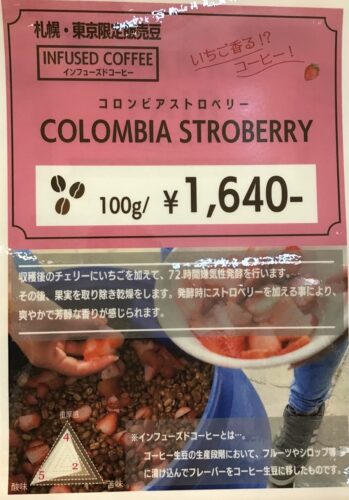 札幌・東京限定販売豆
INFUSED COFFEE
インフューズドコーヒー
いちご香る!?
コーヒー!
コロンビアストロベリー
COLOMBIA STROBERRY
100g/ ¥1,640-
収穫後のチェリーにいちごを加えて、72時間嫌気性発酵を行います。
その後、果実を取り除き乾燥をします。発酵時にストロベリーを加える事により、
爽やかで芳醇な香りが感じられます。
重厚感
4
5
2
酸味
苦味
※インフューズドコーヒーとは…。
コーヒー生豆の生産段階において、フルーツやシロップ等
に漬け込んでフレーバーをコーヒー生豆に移したものです。